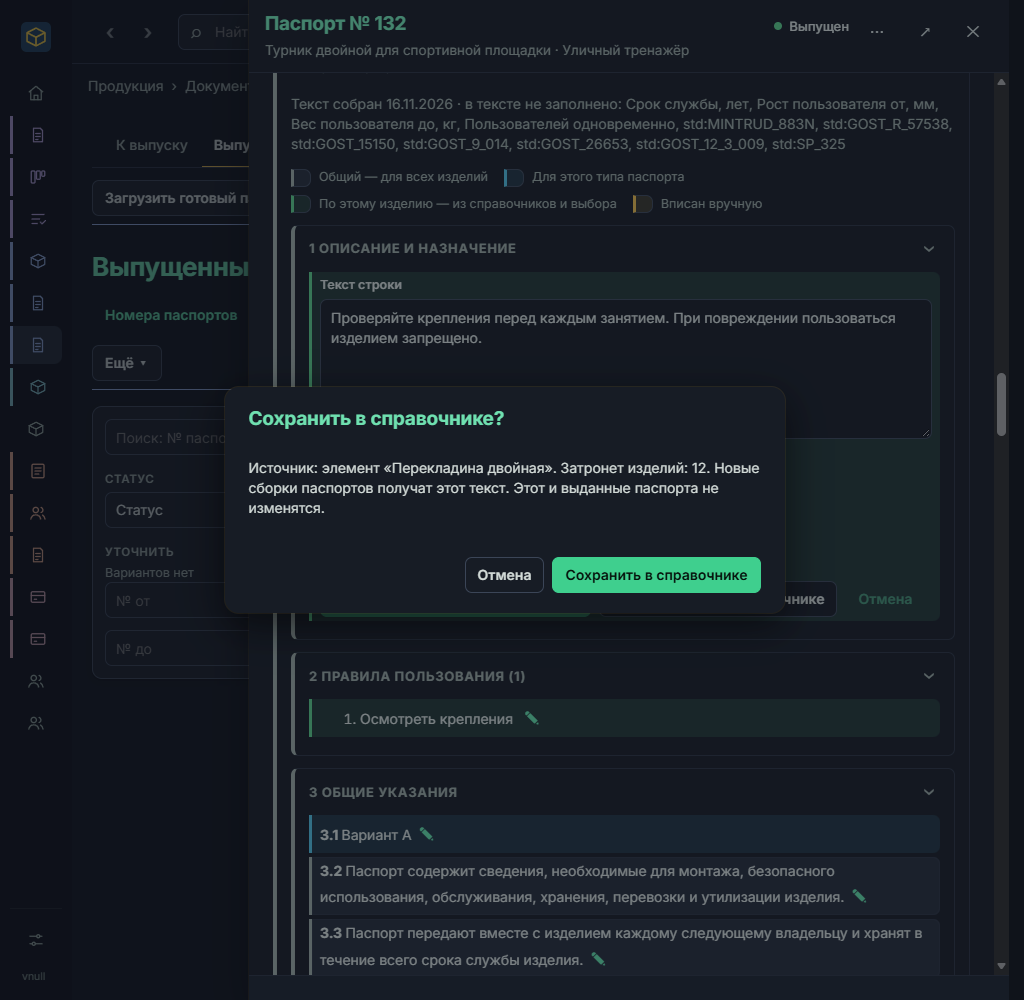 Паспорт № 132
Выпущен
...
Турник двойной для спортивной площадки · Уличный тренажёр
Продукция › 
К выпуску
Загрузить готовый
Номера паспортов
Ещё
Поиск: №
СТАТУС
Статус
УТОЧНИТЬ
Вариантов нет
№ от
№ до
vnull
Текст собран 16.11.2026 · в тексте не заполнено: Срок службы, лет, Рост пользователя от, мм,
Вес пользователя до, кг, Пользователей одновременно, std:MINTRUD_883N, std:GOST_R_57538,
std:GOST_15150, std:GOST_9_014, std:GOST_26653, std:GOST_12_3_009, std:SP_325
Общий — для всех изделий
Для этого типа паспорта
По этому изделию — из справочников и выбора
Вписан вручную
1 ОПИСАНИЕ И НАЗНАЧЕНИЕ
Текст строки
Проверяйте крепления перед каждым занятием. При повреждении пользоваться
изделием запрещено.
Сохранить в справочнике?
Источник: элемент «Перекладина двойная». Затронет изделий: 12. Новые
сборки паспортов получат этот текст. Этот и выданные паспорта не
изменятся.
Отмена
Сохранить в справочнике
Отмена
2 ПРАВИЛА ПОЛЬЗОВАНИЯ (1)
1. Осмотреть крепления
3 ОБЩИЕ УКАЗАНИЯ
3.1 Вариант А
3.2 Паспорт содержит сведения, необходимые для монтажа, безопасного
использования, обслуживания, хранения, перевозки и утилизации изделия.
3.3 Паспорт передают вместе с изделием каждому следующему владельцу и хранят в
течение всего срока службы изделия.